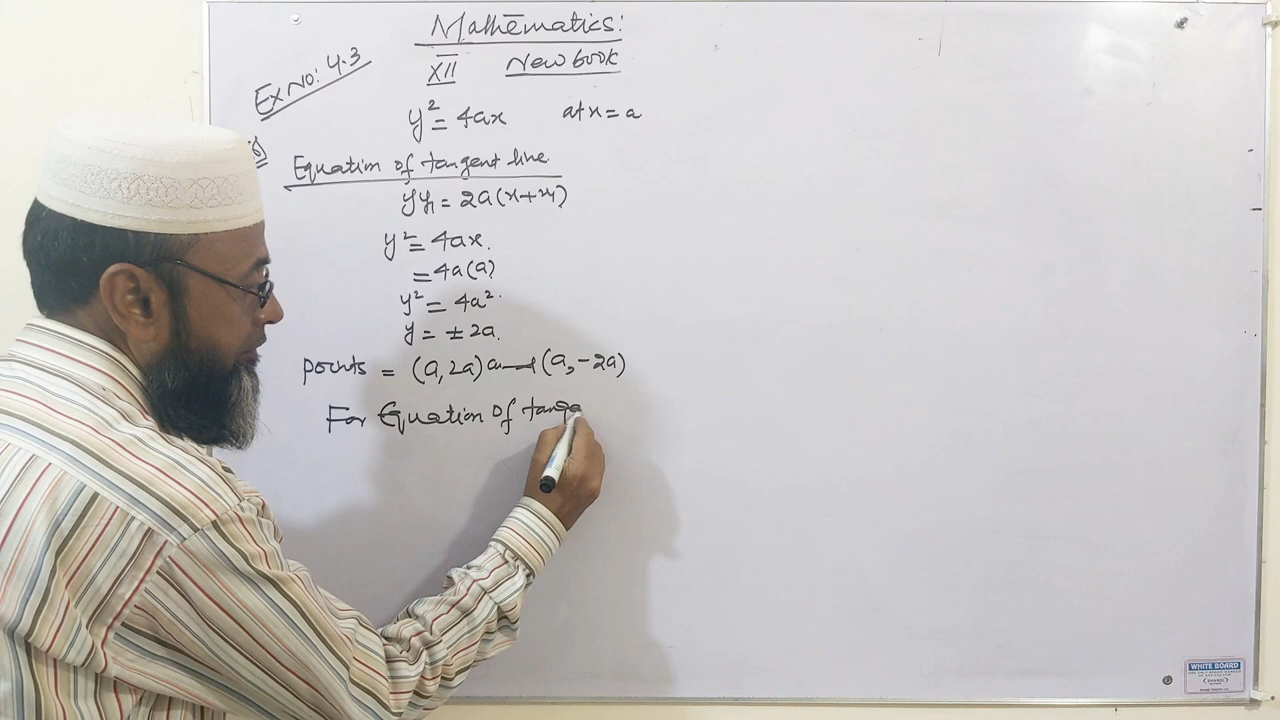 Mathematics:
XII New book
Ex No: 4.3
y² = 4ax at x = a
Equation of tangent line.
yy₁ = 2a(x+x₁)
y² = 4ax.
= 4a(a)
y² = 4a².
y = ± 2a.
points = (a, 2a) and (a, -2a)
For Equation of tange
WHITE BOARD